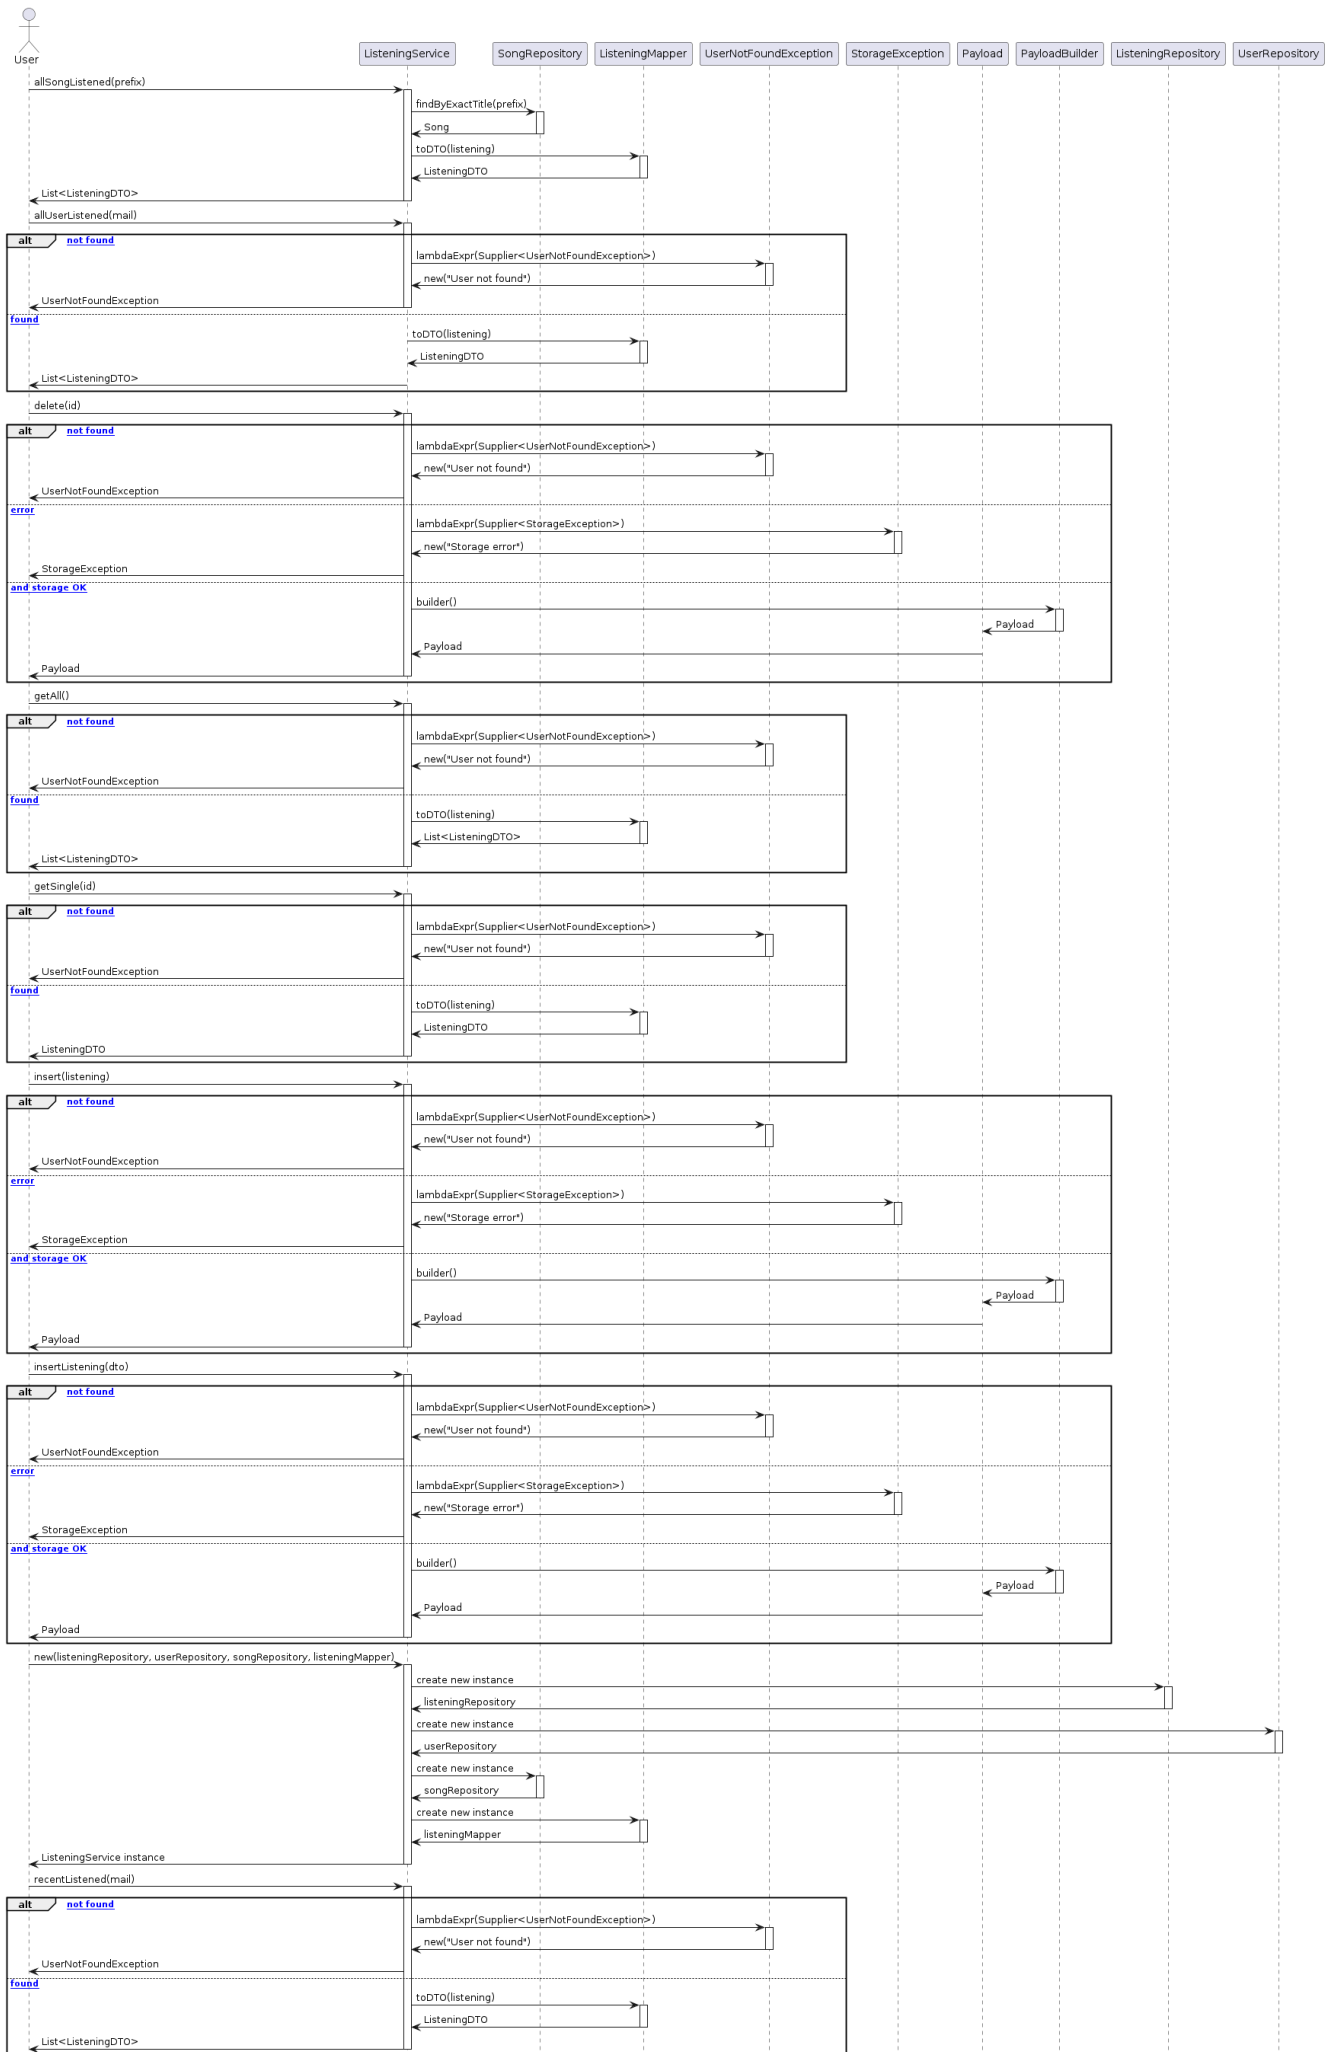 User
ListeningService
SongRepository
ListeningMapper
UserNotFoundException
StorageException
Payload
PayloadBuilder
ListeningRepository
UserRepository
allSongListened(prefix)
findByExactTitle(prefix)
Song
toDTO(listening)
ListeningDTO
List<ListeningDTO>
allUserListened(mail)
alt not found
lambdaExpr(Supplier<UserNotFoundException>)
new("User not found")
UserNotFoundException
found
toDTO(listening)
ListeningDTO
List<ListeningDTO>
delete(id)
alt not found
lambdaExpr(Supplier<UserNotFoundException>)
new("User not found")
UserNotFoundException
error
lambdaExpr(Supplier<StorageException>)
new("Storage error")
StorageException
and storage OK
builder()
Payload
Payload
Payload
getAll()
alt not found
lambdaExpr(Supplier<UserNotFoundException>)
new("User not found")
UserNotFoundException
found
toDTO(listening)
List<ListeningDTO>
List<ListeningDTO>
getSingle(id)
alt not found
lambdaExpr(Supplier<UserNotFoundException>)
new("User not found")
UserNotFoundException
found
toDTO(listening)
ListeningDTO
ListeningDTO
insert(listening)
alt not found
lambdaExpr(Supplier<UserNotFoundException>)
new("User not found")
UserNotFoundException
error
lambdaExpr(Supplier<StorageException>)
new("Storage error")
StorageException
and storage OK
builder()
Payload
Payload
Payload
insertListening(dto)
alt not found
lambdaExpr(Supplier<UserNotFoundException>)
new("User not found")
UserNotFoundException
error
lambdaExpr(Supplier<StorageException>)
new("Storage error")
StorageException
and storage OK
builder()
Payload
Payload
Payload
new(listeningRepository, userRepository, songRepository, listeningMapper)
create new instance
listeningRepository
create new instance
userRepository
create new instance
songRepository
create new instance
listeningMapper
ListeningService instance
recentListened(mail)
alt not found
lambdaExpr(Supplier<UserNotFoundException>)
new("User not found")
UserNotFoundException
found
toDTO(listening)
ListeningDTO
List<ListeningDTO>